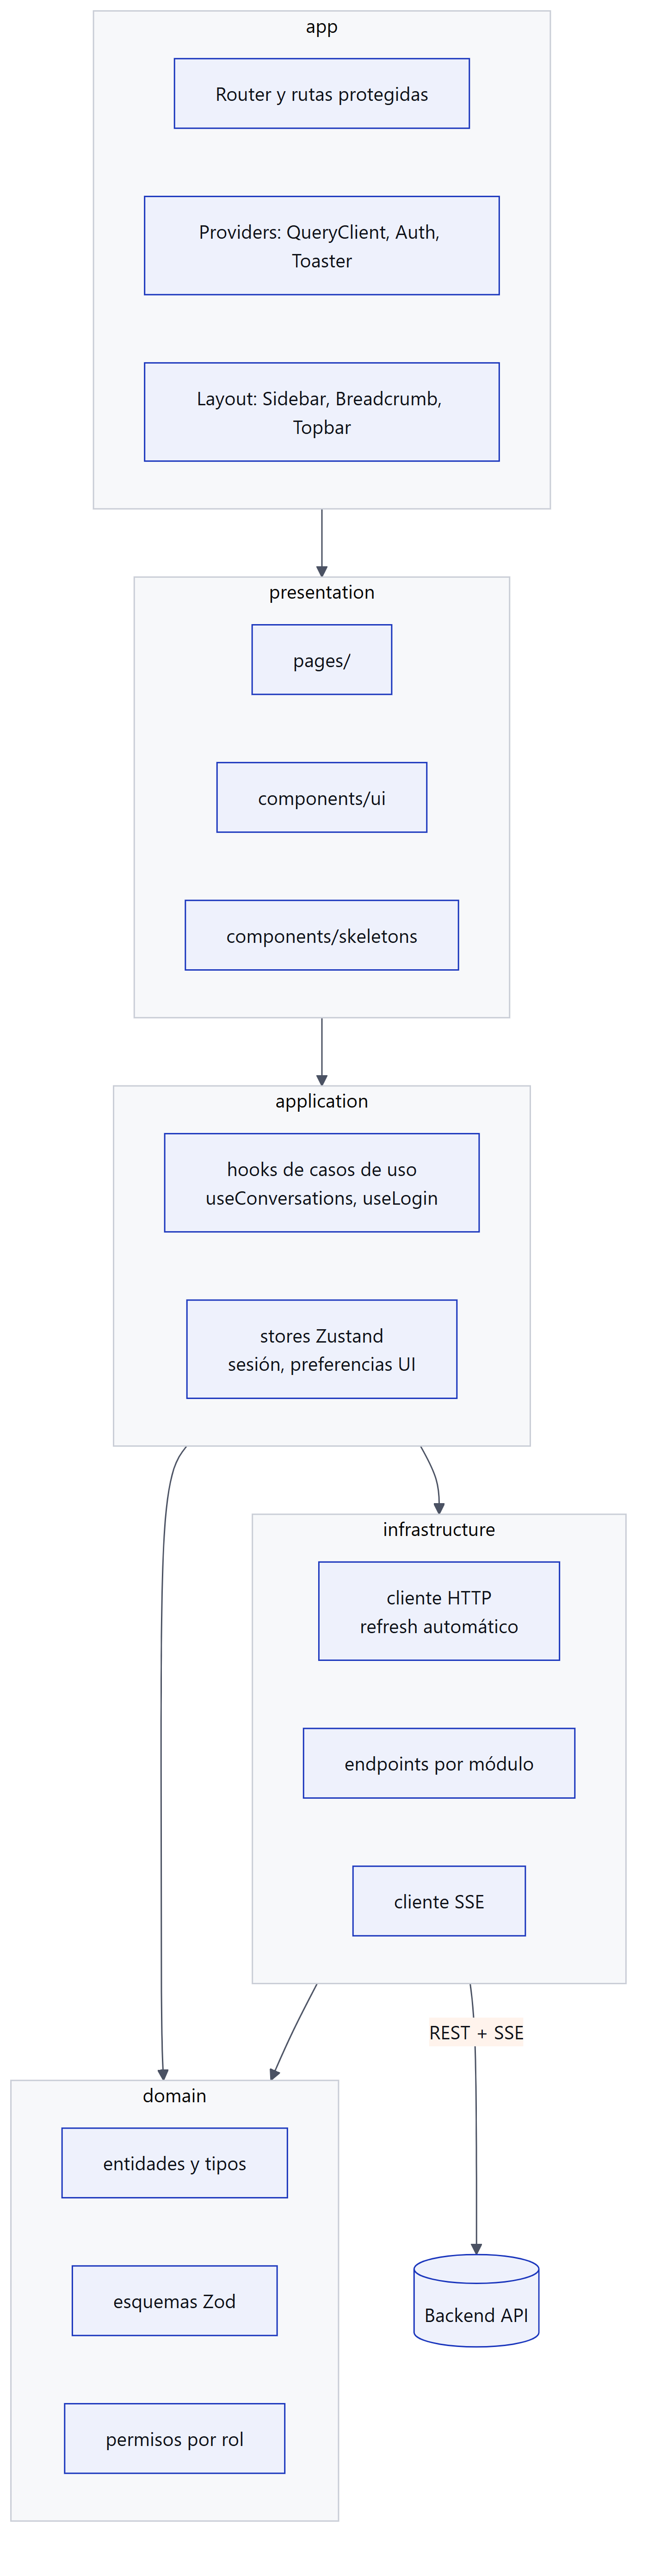 app
Router y rutas protegidas
Providers: QueryClient, Auth,
Toaster
Layout: Sidebar, Breadcrumb,
Topbar
presentation
pages/
components/ui
components/skeletons
application
hooks de casos de uso
useConversations, useLogin
stores Zustand
sesión, preferencias UI
infrastructure
cliente HTTP
refresh automático
endpoints por módulo
cliente SSE
REST + SSE
domain
entidades y tipos
esquemas Zod
permisos por rol
Backend API